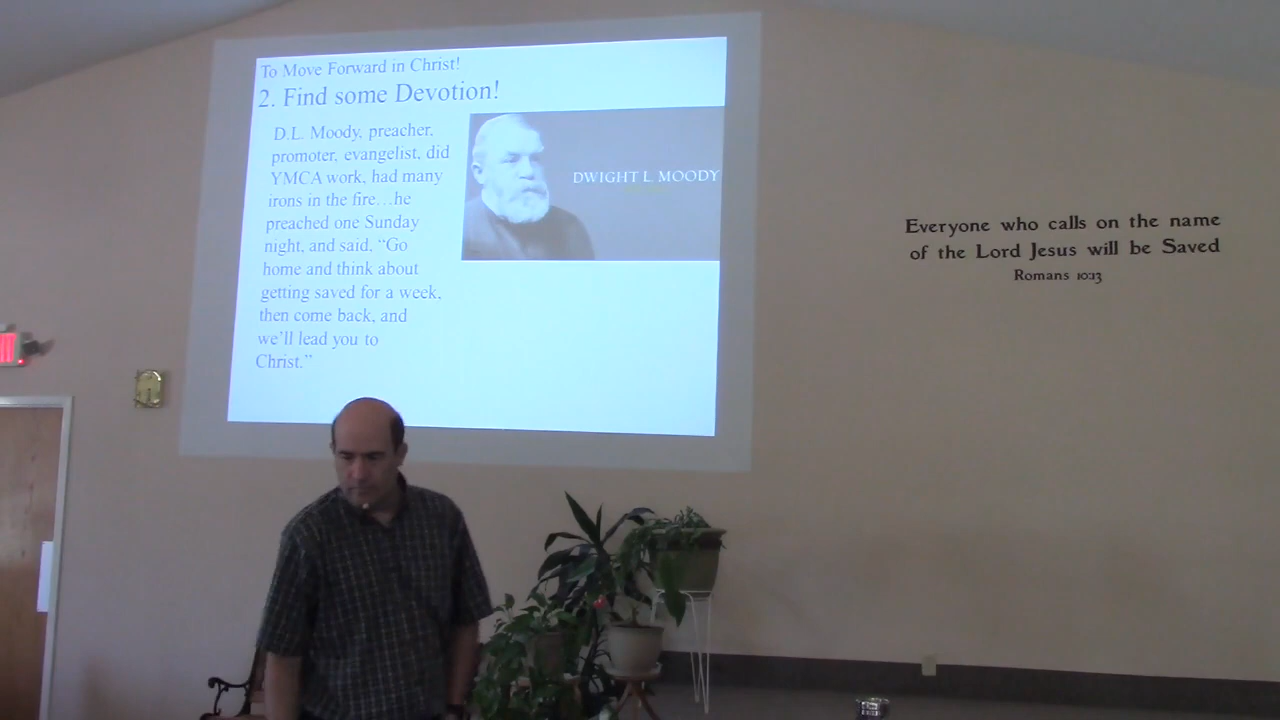 To Move Forward in Christ!
2. Find some Devotion!
D.L. Moody, preacher,
promoter, evangelist, did
YMCA work, had many
irons in the fire…he
preached one Sunday
night, and said, “Go
home and think about
getting saved for a week,
then come back, and
we’ll lead you to
Christ.”
DWIGHT L. MOODY
Everyone who calls on the name
of the Lord Jesus will be Saved
Romans 10:13